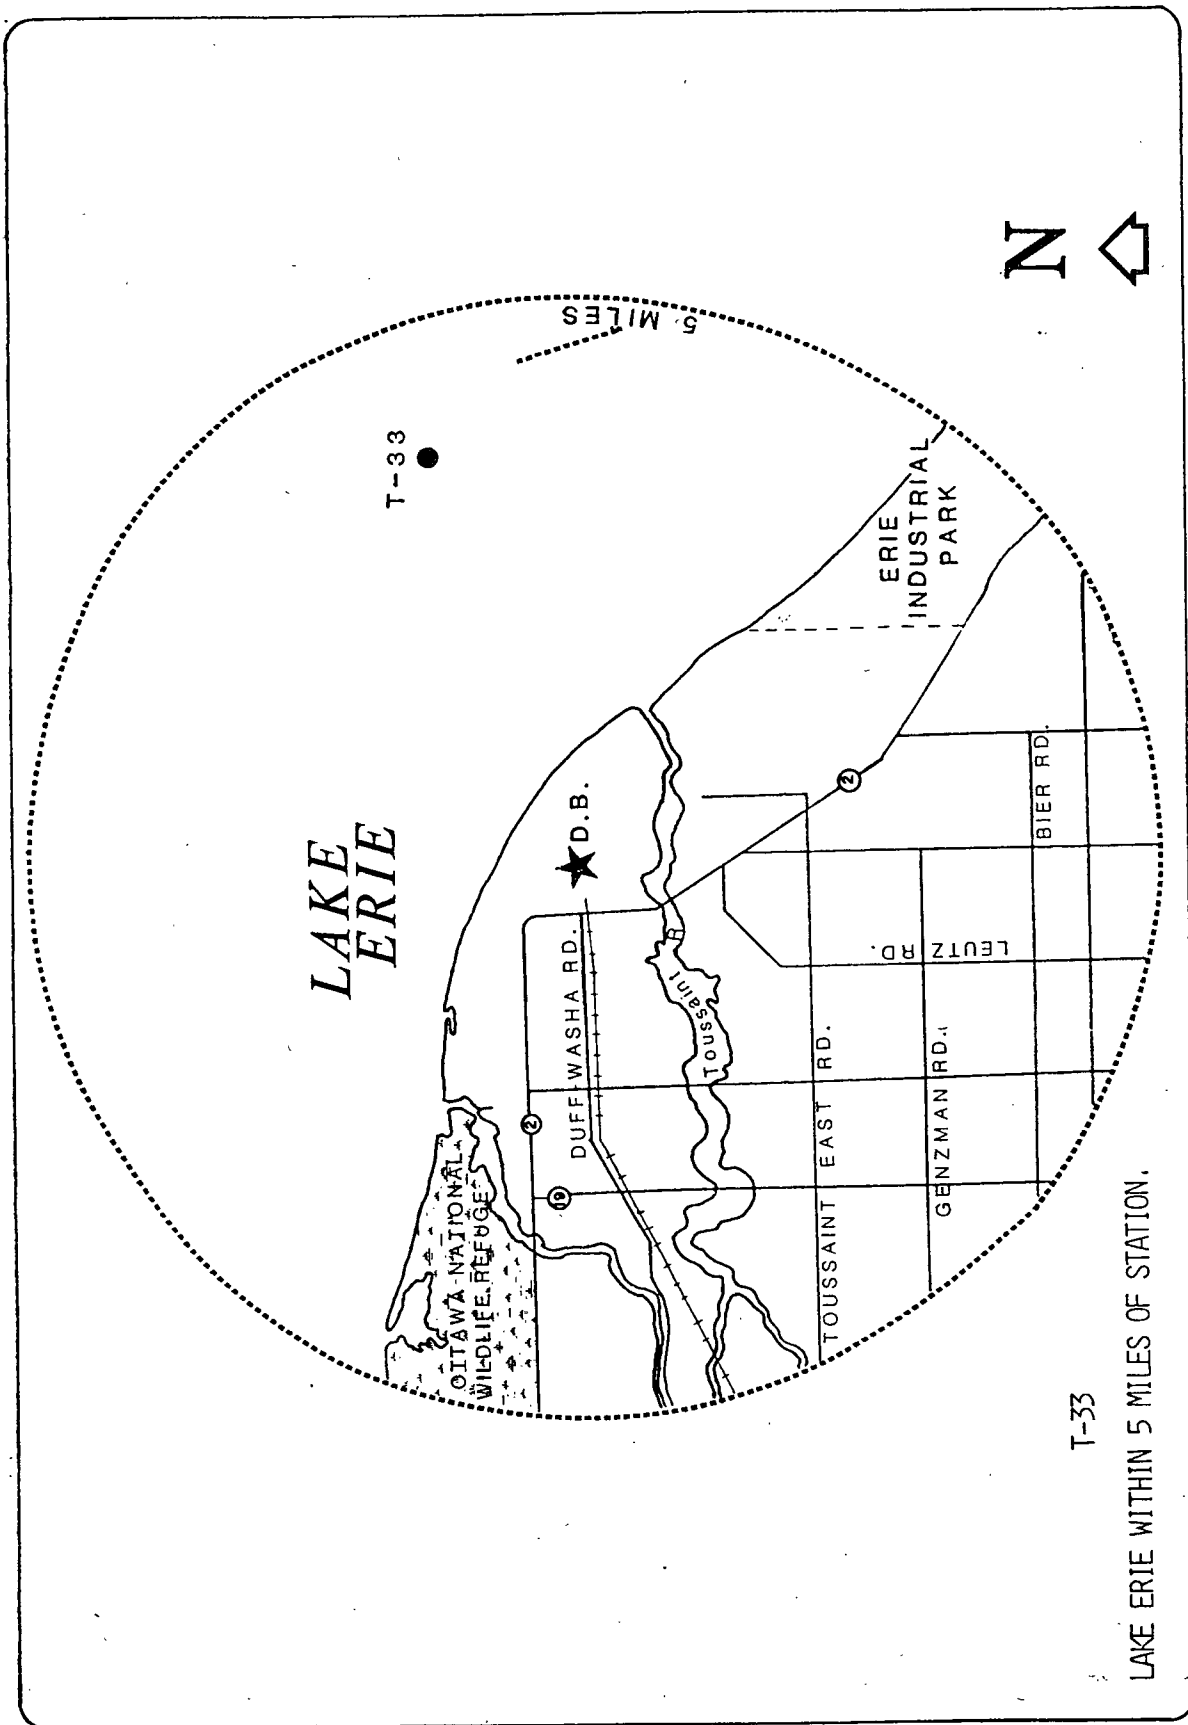 LAKE
ERIE
T-33
5 MILES
N
D.B.
OTTAWA NATIONAL
WILDLIFE REFUGE
2
19
DUFF-WASHA RD.
Toussaint
R
ERIE
INDUSTRIAL
PARK
2
TOUSSAINT EAST RD.
LEUTZ RD.
GENZMAN RD.
BIER RD.
T-33
LAKE ERIE WITHIN 5 MILES OF STATION.